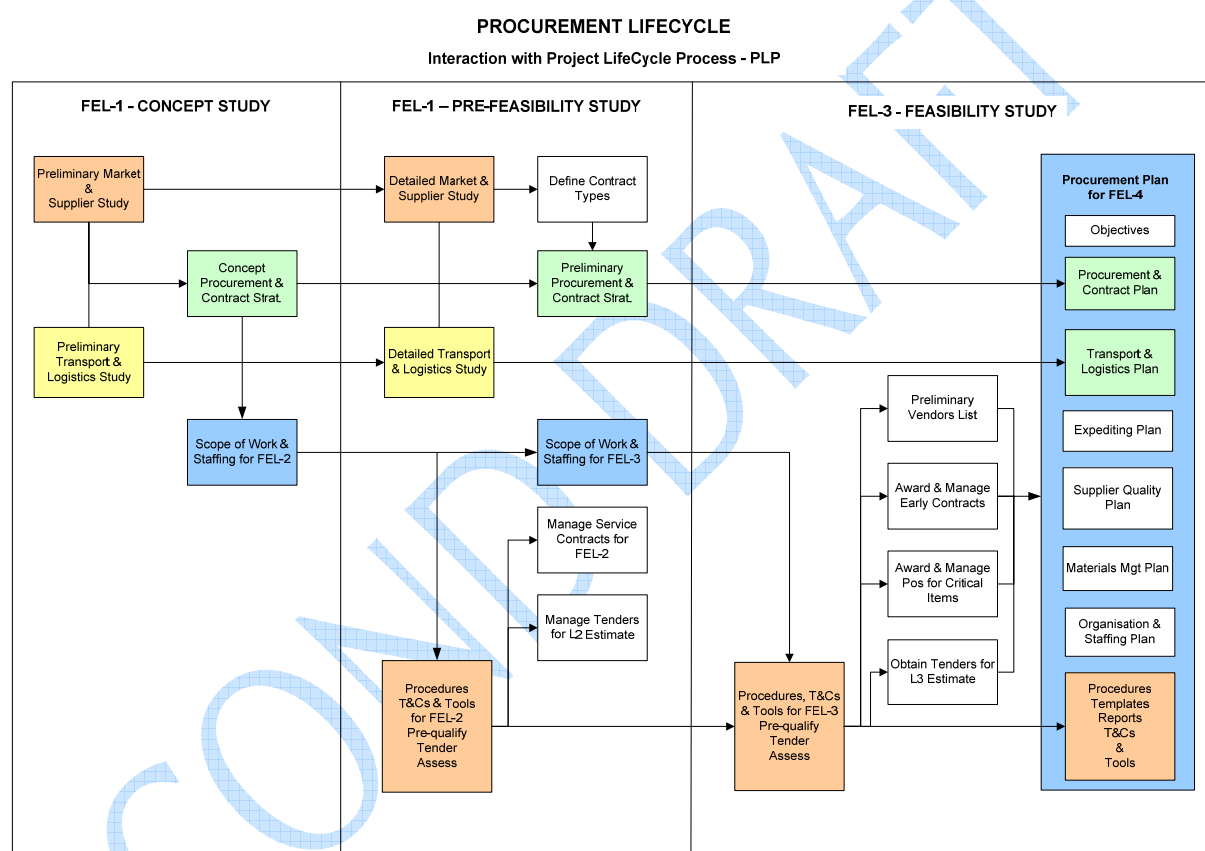 PROCUREMENT LIFECYCLE
Interaction with Project LifeCycle Process - PLP
FEL-1 - CONCEPT STUDY
FEL-1 – PRE-FEASIBILITY STUDY
FEL-3 - FEASIBILITY STUDY
Preliminary Market
&
Supplier Study
Concept
Procurement &
Contract Strat.
Preliminary
Transport &
Logistics Study
Scope of Work &
Staffing for FEL-2
Detailed Market &
Supplier Study
Define Contract
Types
Preliminary
Procurement &
Contract Strat.
Detailed Transport
& Logistics Study
Scope of Work &
Staffing for FEL-3
Manage Service
Contracts for
FEL-2
Manage Tenders
for L2 Estimate
Procedures
T&Cs & Tools
for FEL-2
Pre-qualify
Tender
Assess
Procedures, T&Cs
& Tools for FEL-3
Pre-qualify
Tender
Assess
Preliminary
Vendors List
Award & Manage
Early Contracts
Award & Manage
Pos for Critical
Items
Obtain Tenders for
L3 Estimate
Procurement Plan
for FEL-4
Objectives
Procurement &
Contract Plan
Transport &
Logistics Plan
Expediting Plan
Supplier Quality
Plan
Materials Mgt Plan
Organisation &
Staffing Plan
Procedures
Templates
Reports
T&Cs
&
Tools
COND DRAFT